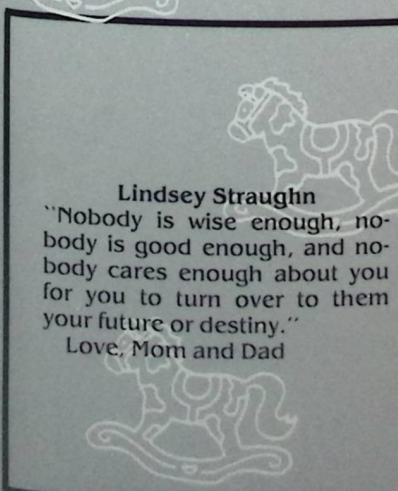 Lindsey Straughn
``Nobody is wise enough, no-
body is good enough, and no-
body cares enough about you
for you to turn over to them
your future or destiny.''
Love, Mom and Dad